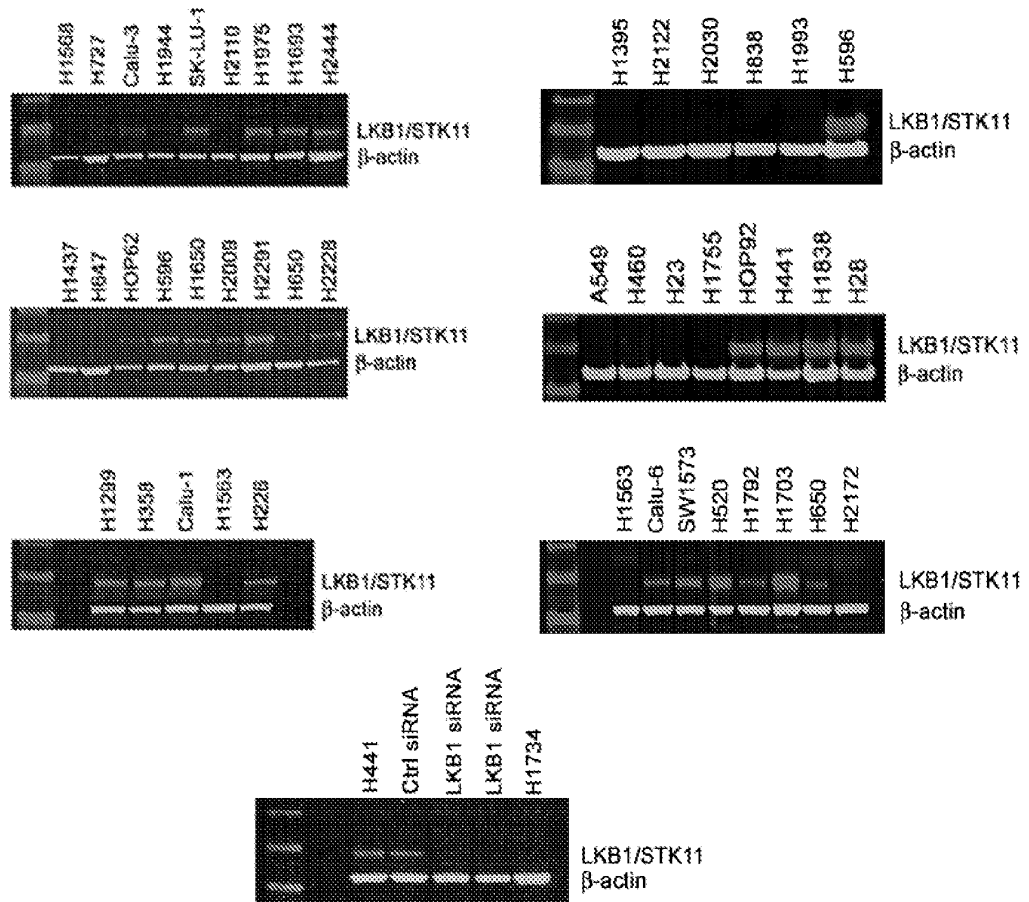 H1568 H727 Calu-3 H1944 SK-LU-1 H2110 H1975 H1693 H2444
LKB1/STK11
β-actin
H1395 H2122 H2030 H838 H1993 H596
LKB1/STK11
β-actin
H1437 H647 HOP62 H596 H1650 H2009 H2291 H650 H2228
LKB1/STK11
β-actin
A549 H460 H23 H1755 HOP92 H441 H1838 H28
LKB1/STK11
β-actin
H1299 H358 Calu-1 H1563 H226
LKB1/STK11
β-actin
H1563 Calu-6 SW1573 H520 H1792 H1703 H650 H2172
LKB1/STK11
β-actin
H441 Ctrl siRNA LKB1 siRNA LKB1 siRNA H1734
LKB1/STK11
β-actin